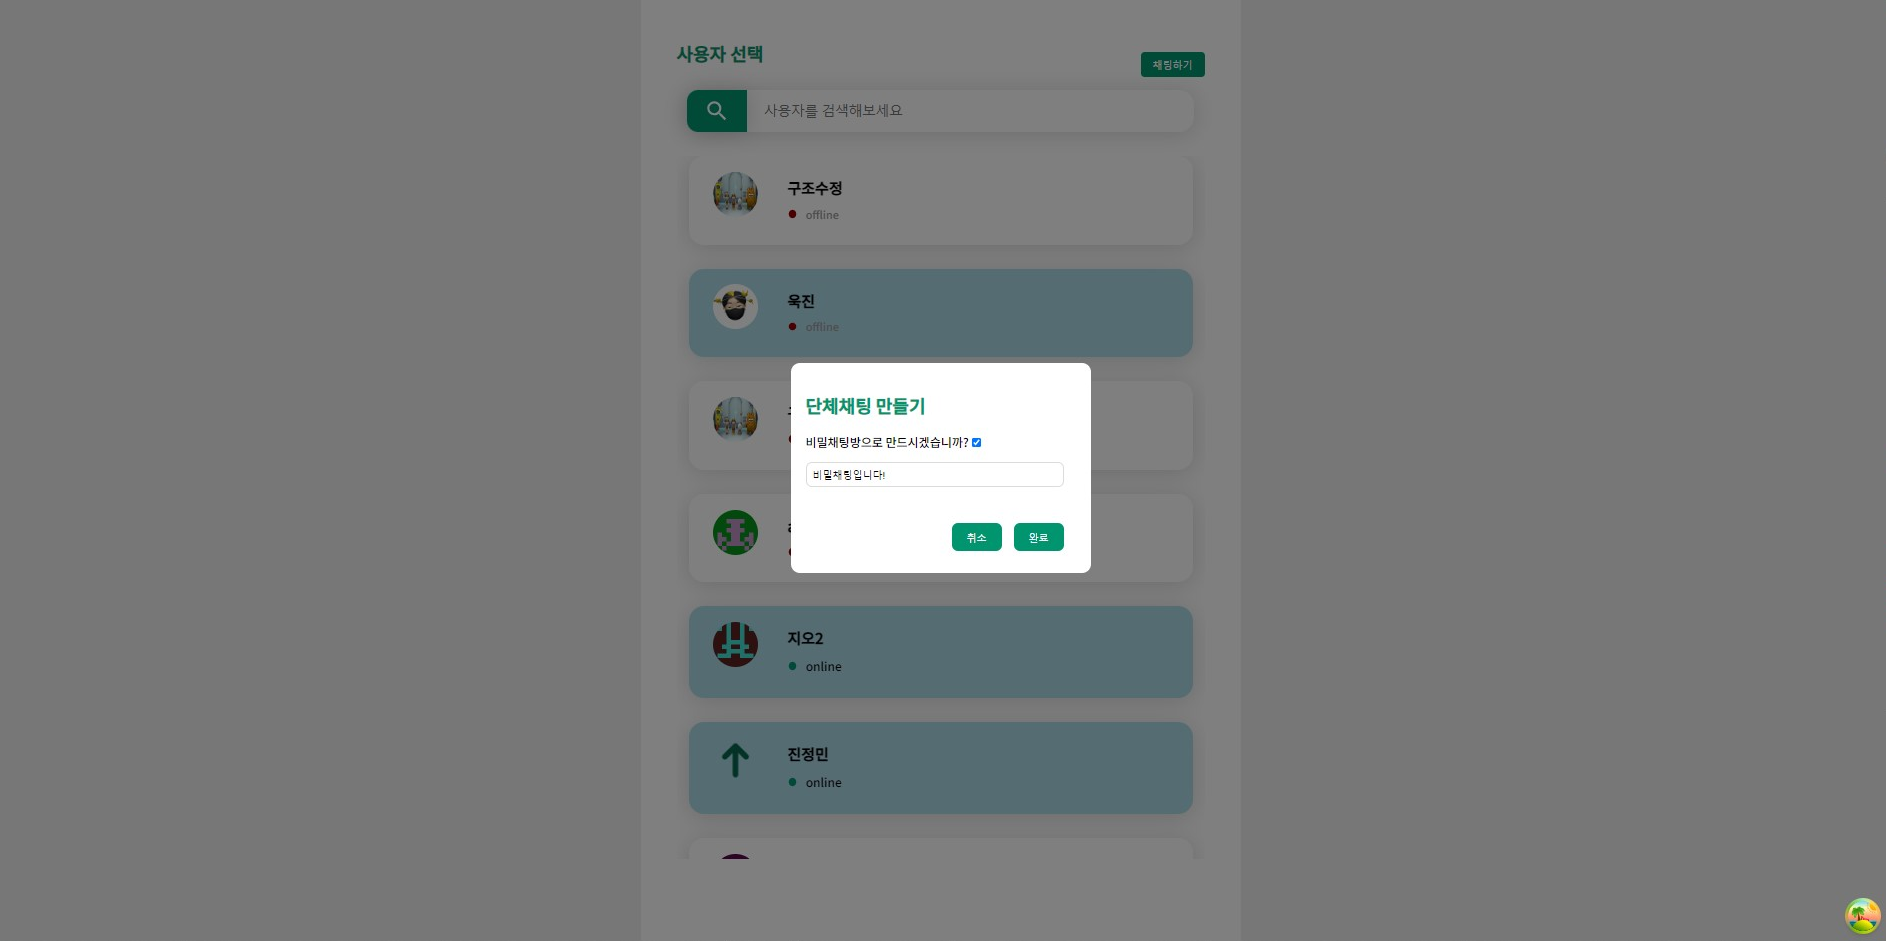 사용자 선택
채팅하기
사용자를 검색해보세요
구조수정
offline
욱진
offline
단체채팅 만들기
비밀채팅방으로 만드시겠습니까?
비밀채팅입니다!
취소
완료
지오2
online
진정민
online